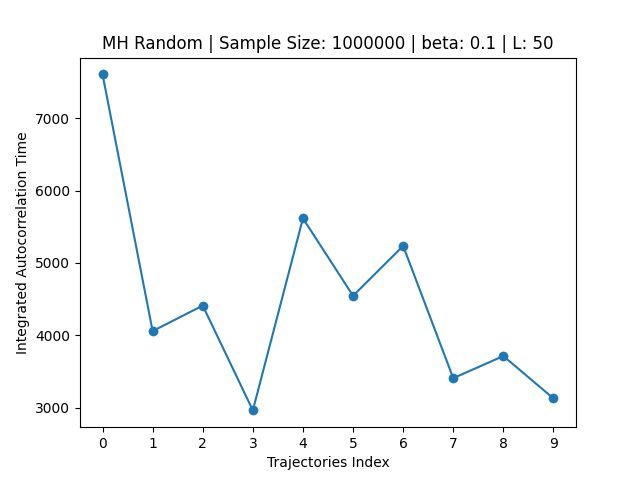 MH Random | Sample Size: 1000000 | beta: 0.1 | L: 50
Integrated Autocorrelation Time
7000
6000
5000
4000
3000
0 1 2 3 4 5 6 7 8 9
Trajectories Index